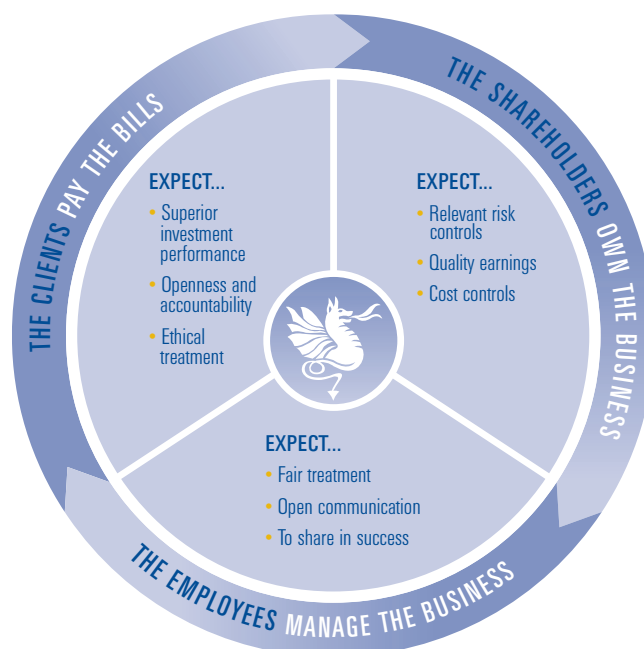 THE CLIENTS PAY THE BILLS
EXPECT...
• Superior
investment
performance
• Openness and
accountability
• Ethical
treatment
THE SHAREHOLDERS OWN THE BUSINESS
EXPECT...
• Relevant risk
controls
• Quality earnings
• Cost controls
EXPECT...
• Fair treatment
• Open communication
• To share in success
THE EMPLOYEES MANAGE THE BUSINESS